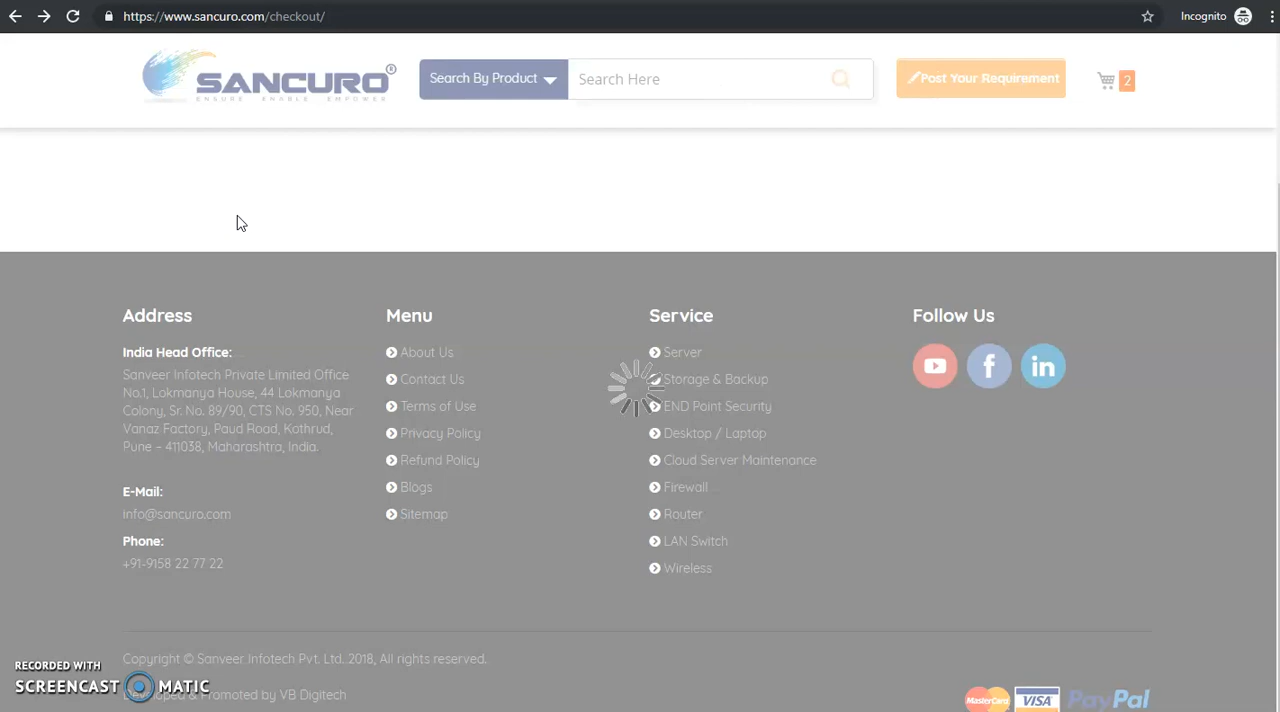 https://www.sancuro.com/checkout/
Incognito
SANCURO®
ENSURE ENABLE EMPOWER
Search By Product
Search Here
Post Your Requirement
2
Address
India Head Office:
Sanveer Infotech Private Limited Office
No.1, Lokmanya House, 44 Lokmanya
Colony, Sr. No. 89/90, CTS No. 950, Near
Vanaz Factory, Paud Road, Kothrud,
Pune – 411038, Maharashtra, India.
E-Mail:
info@sancuro.com
Phone:
+91-9158 22 77 22
Menu
About Us
Contact Us
Terms of Use
Privacy Policy
Refund Policy
Blogs
Sitemap
Service
Server
Storage & Backup
END Point Security
Desktop / Laptop
Cloud Server Maintenance
Firewall
Router
LAN Switch
Wireless
Follow Us
f
in
Copyright © Sanveer Infotech Pvt. Ltd. 2018, All rights reserved.
Developed & Promoted by VB Digitech
MasterCard
VISA
PayPal
RECORDED WITH
SCREENCAST MATIC